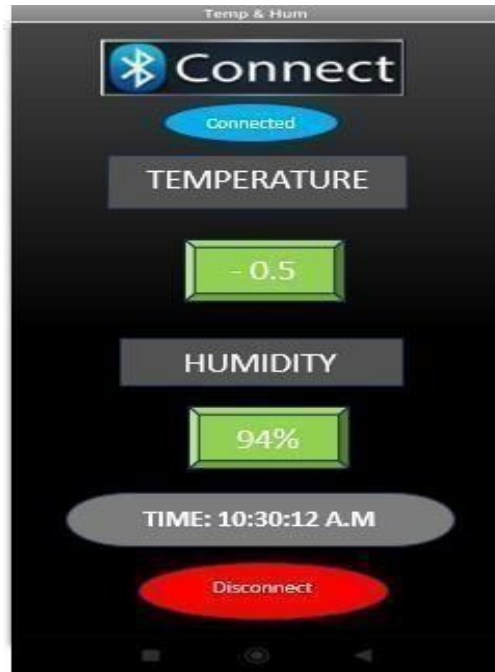 Temp & Hum
Connect
Connected
TEMPERATURE
- 0.5
HUMIDITY
94%
TIME: 10:30:12 A.M
Disconnect